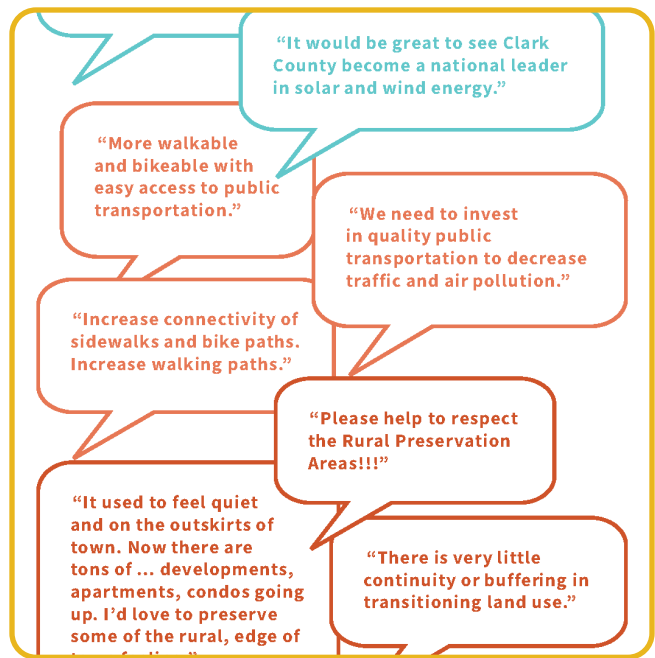 “It would be great to see Clark
County become a national leader
in solar and wind energy.”
“More walkable
and bikeable with
easy access to public
transportation.”
“We need to invest
in quality public
transportation to decrease
traffic and air pollution.”
“Increase connectivity of
sidewalks and bike paths.
Increase walking paths.”
“Please help to respect
the Rural Preservation
Areas!!!”
“It used to feel quiet
and on the outskirts of
town. Now there are
tons of ... developments,
apartments, condos going
up. I’d love to preserve
some of the rural, edge of
“There is very little
continuity or buffering in
transitioning land use.”